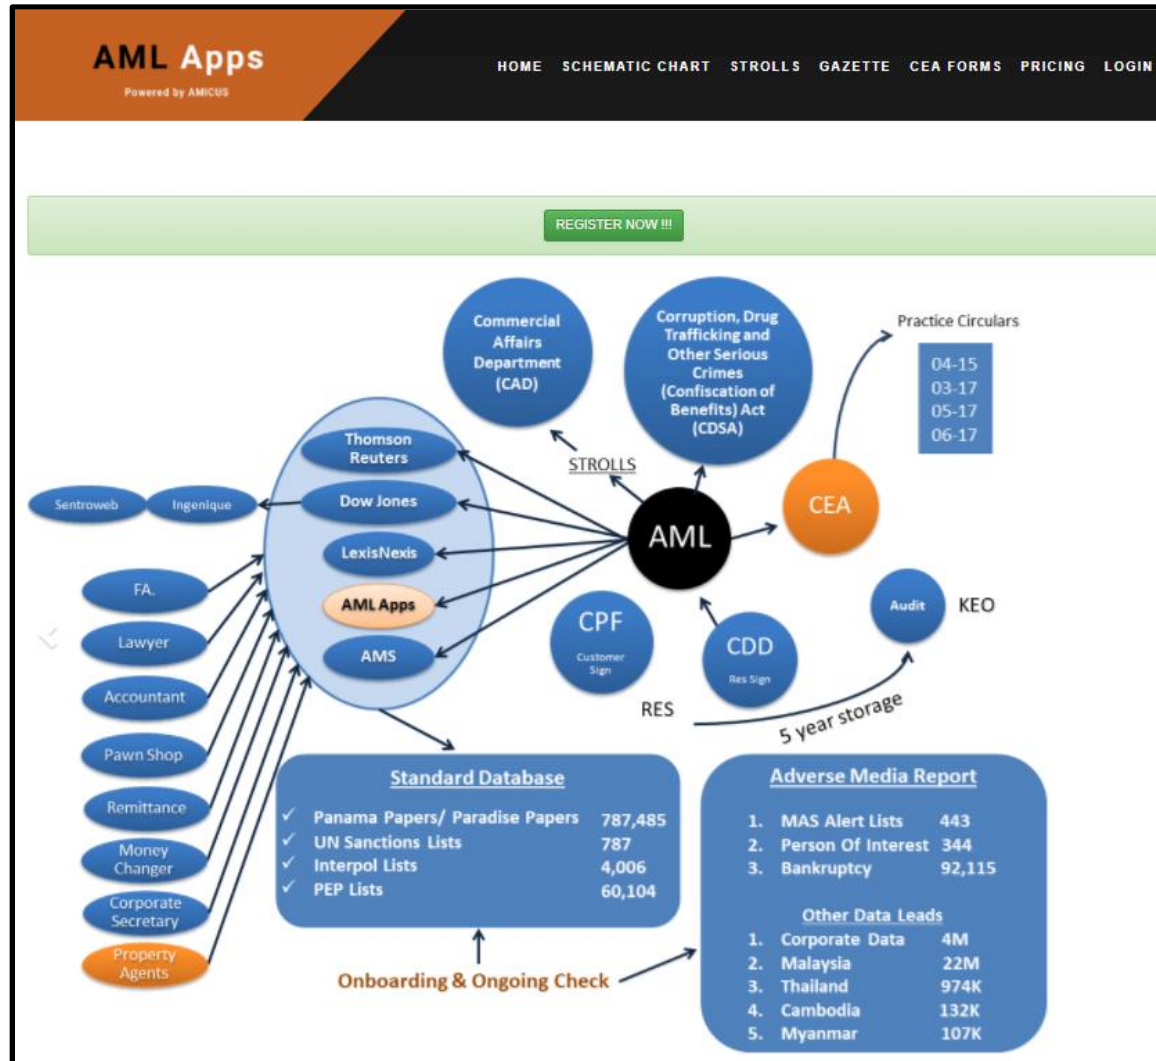 AML Apps
Powered by AMICUS
HOME SCHEMATIC CHART STROLLS GAZETTE CEA FORMS PRICING LOGIN
REGISTER NOW !!!
Commercial
Affairs
Department
(CAD)
Corruption, Drug
Trafficking and
Other Serious
Crimes
(Confiscation of
Benefits) Act
(CDSA)
Practice Circulars
04-15
03-17
05-17
06-17
STROLLS
Thomson
Reuters
Dow Jones
LexisNexis
AML Apps
AMS
Sentroweb
Ingenique
AML
CEA
FA.
Lawyer
Accountant
Pawn Shop
Remittance
Money
Changer
Corporate
Secretary
Property
Agents
CPF
Customer
Sign
CDD
Res Sign
Audit
KEO
RES
5 year storage
Standard Database
✓ Panama Papers/ Paradise Papers 787,485
✓ UN Sanctions Lists 787
✓ Interpol Lists 4,006
✓ PEP Lists 60,104
Adverse Media Report
1. MAS Alert Lists 443
2. Person Of Interest 344
3. Bankruptcy 92,115
Other Data Leads
1. Corporate Data 4M
2. Malaysia 22M
3. Thailand 974K
4. Cambodia 132K
5. Myanmar 107K
Onboarding & Ongoing Check